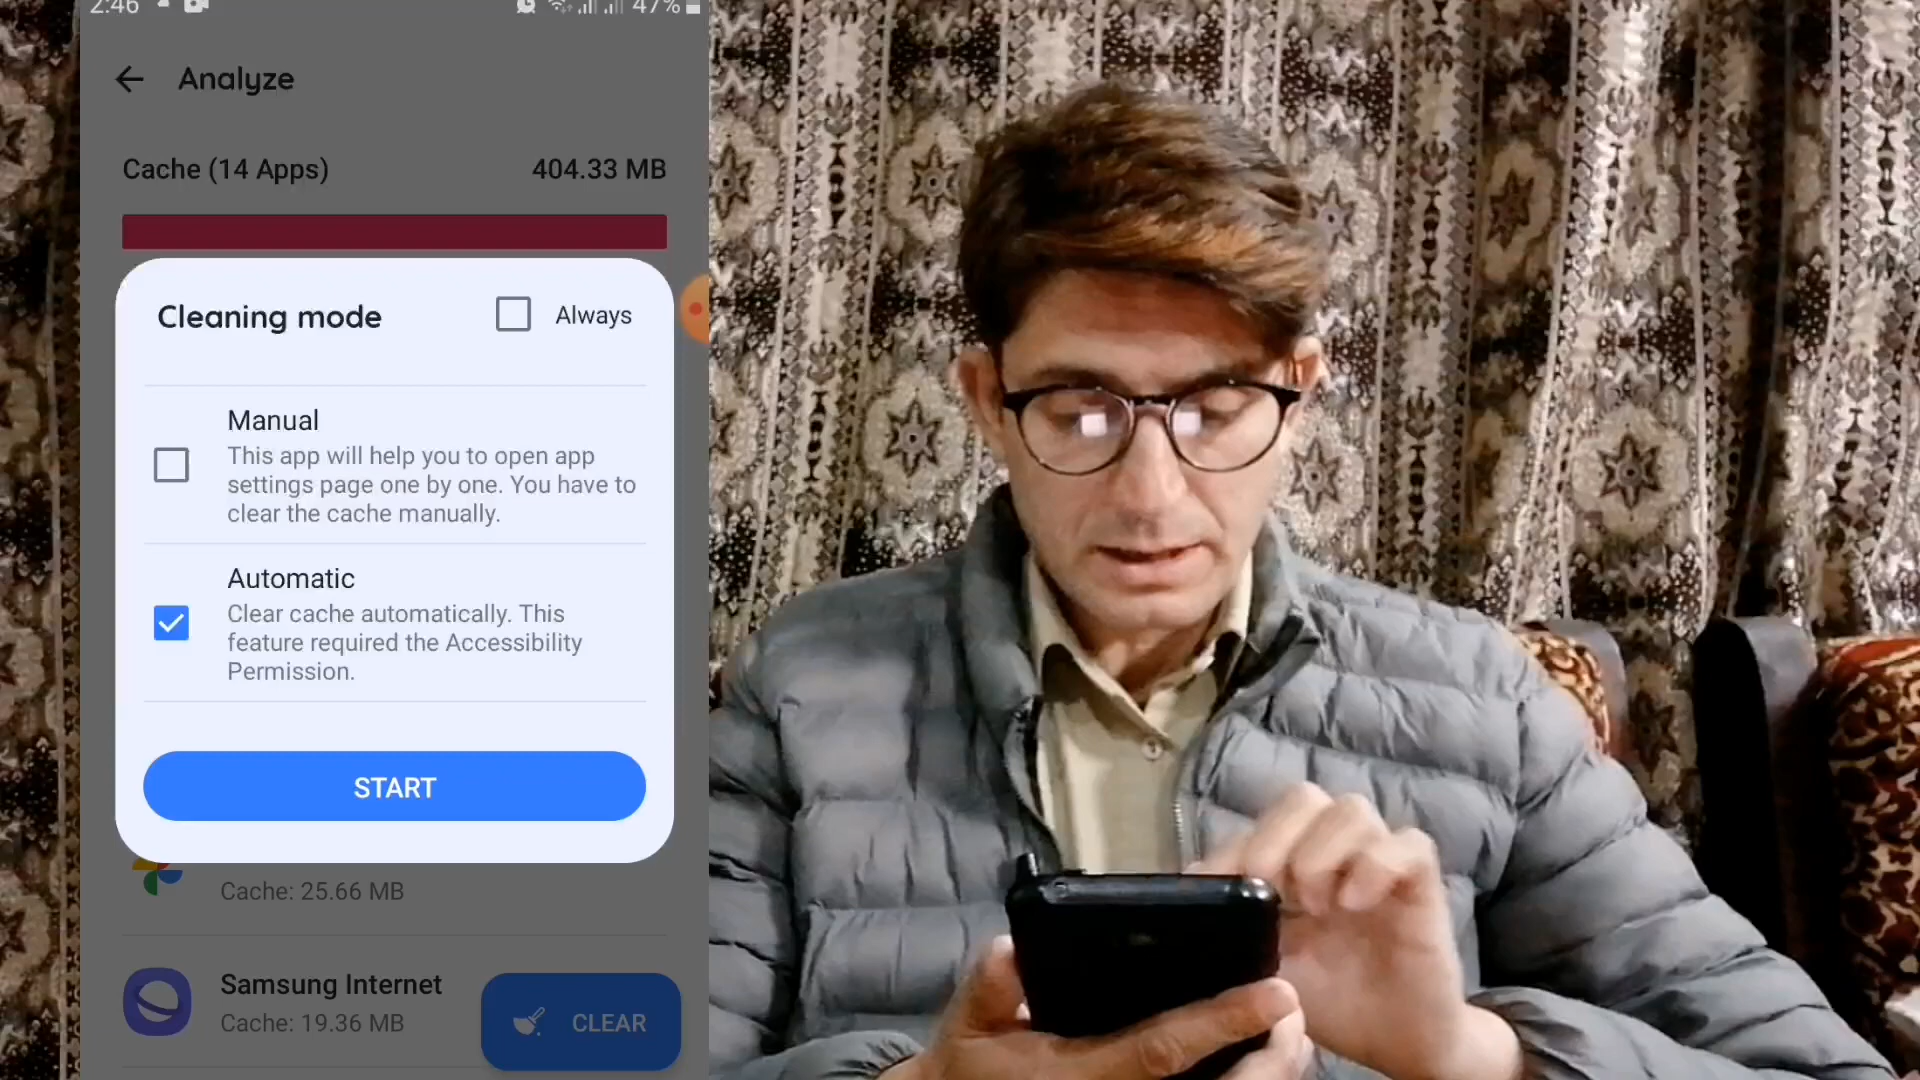 2:46 47%
Analyze
Cache (14 Apps) 404.33 MB
Cleaning mode Always
Manual
This app will help you to open app
settings page one by one. You have to
clear the cache manually.
Automatic
Clear cache automatically. This
feature required the Accessibility
Permission.
START
Cache: 25.66 MB
Samsung Internet
Cache: 19.36 MB
CLEAR